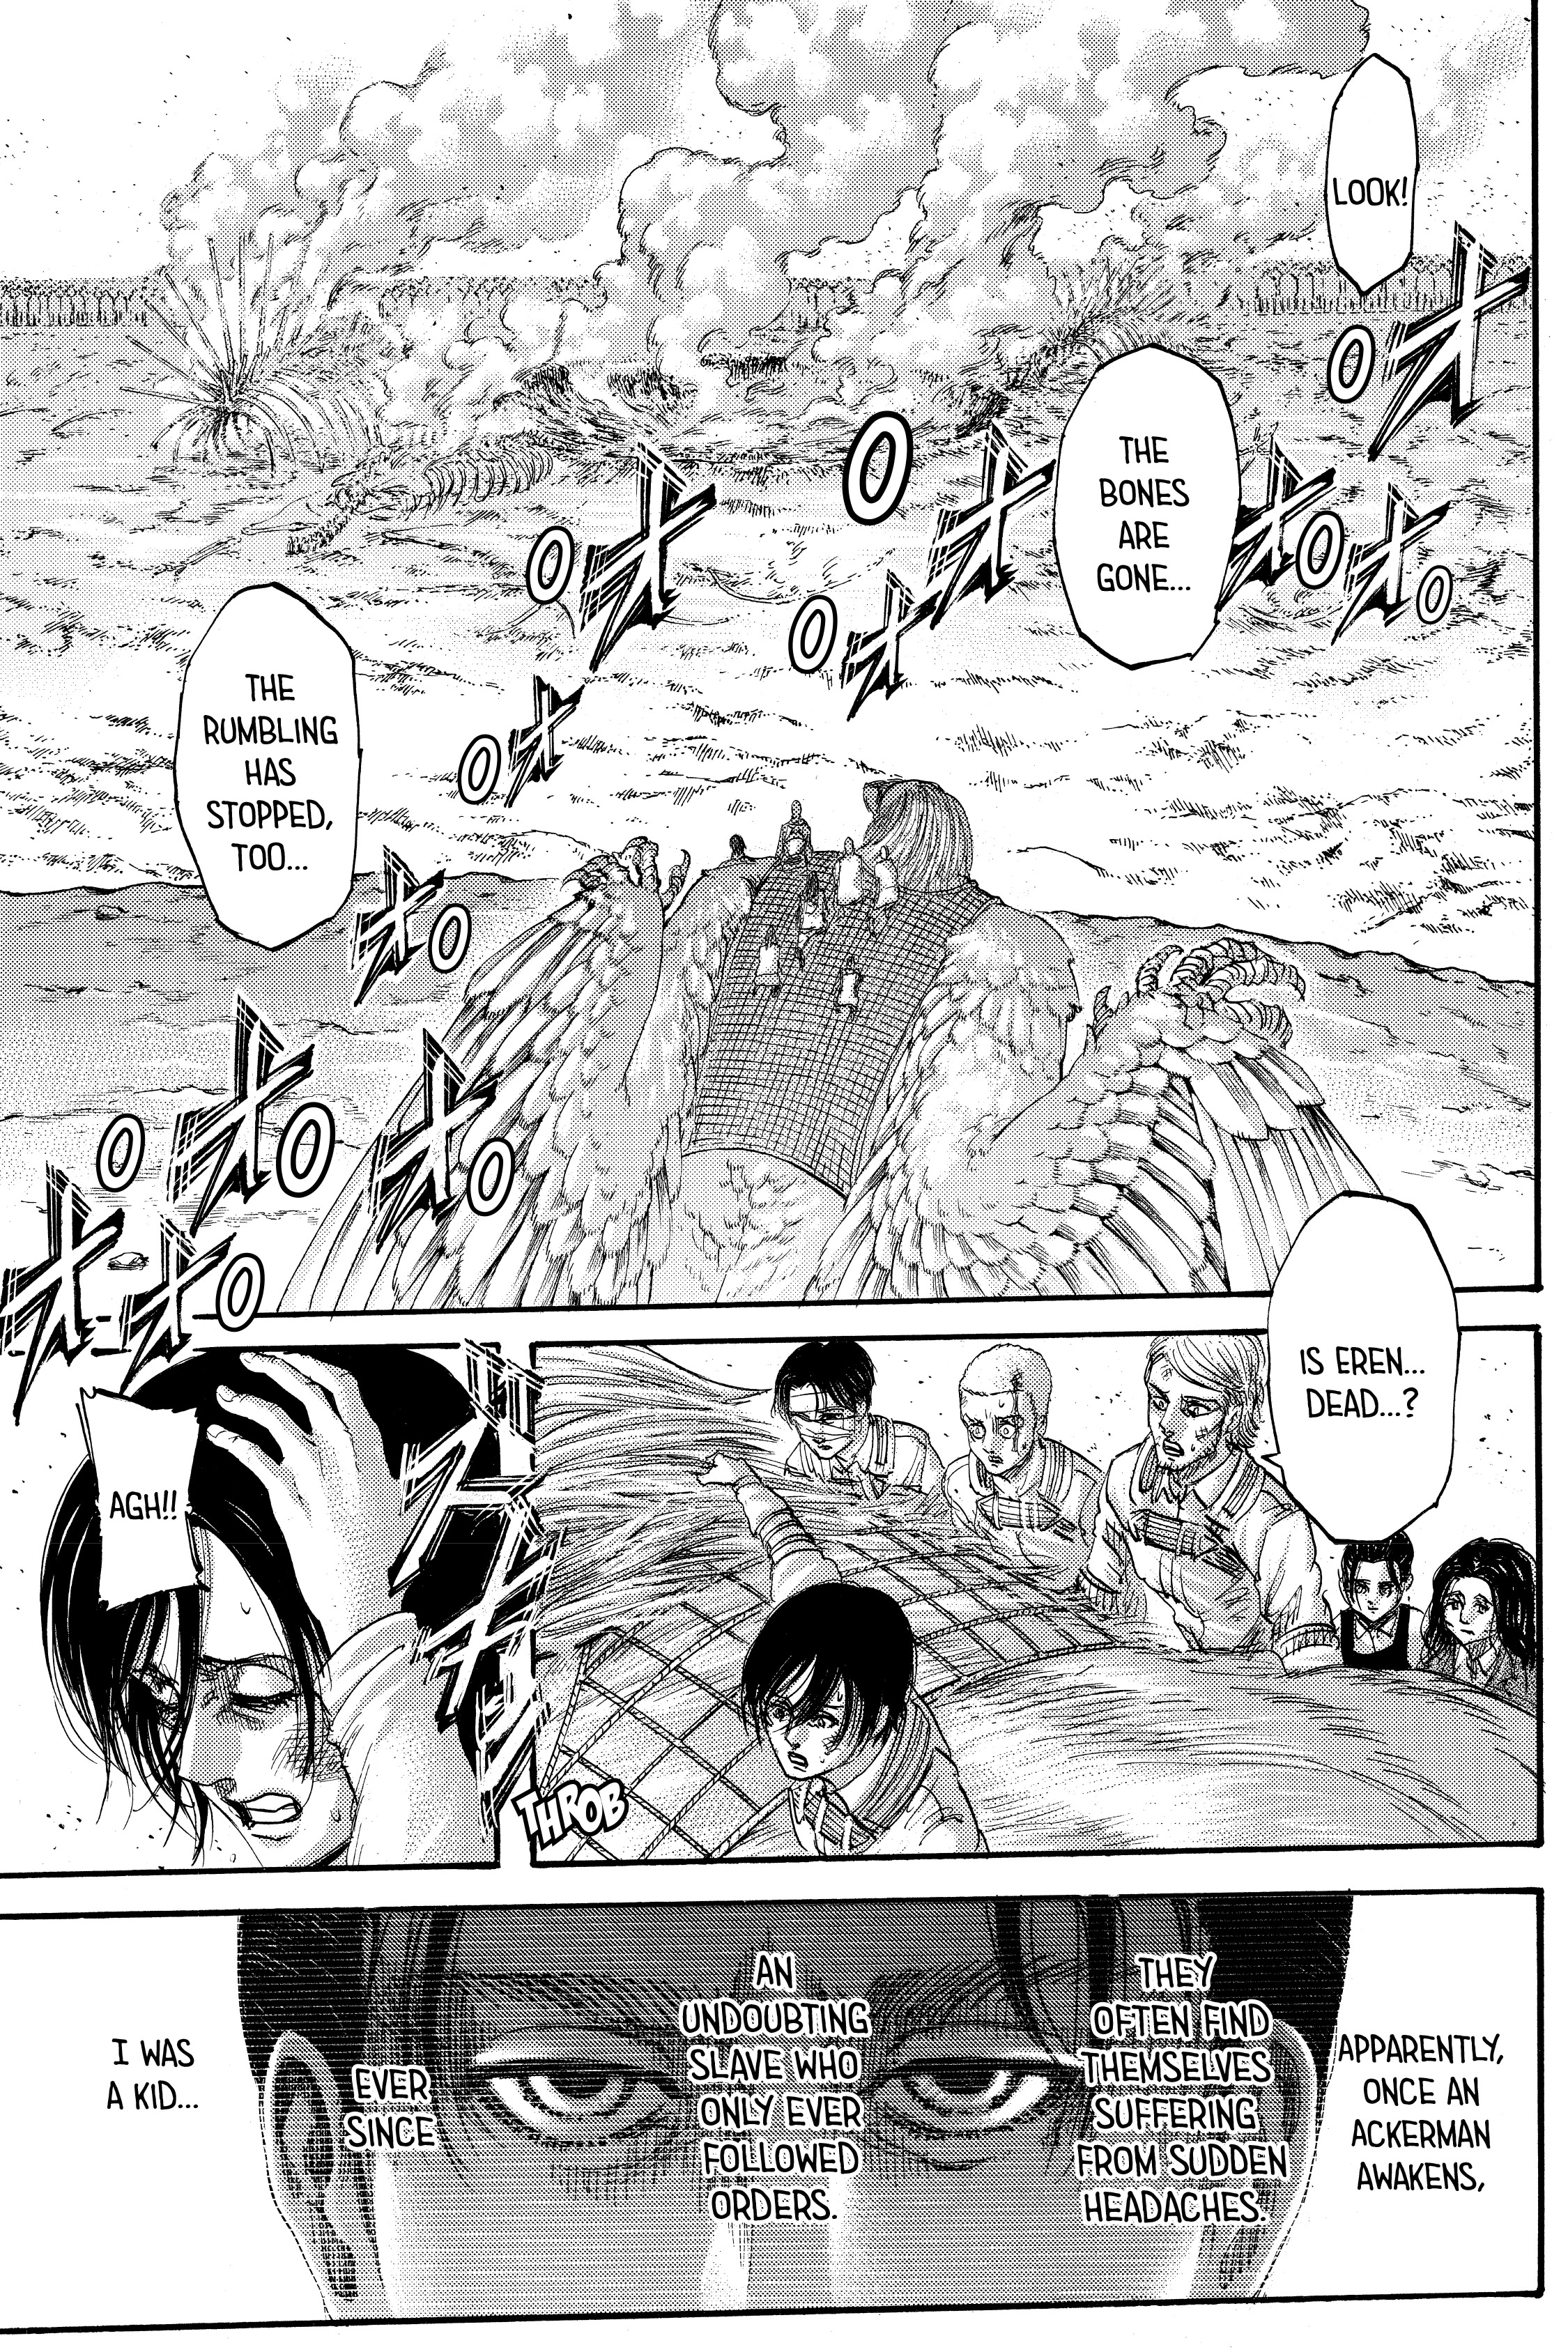 LOOK!
THE
BONES
ARE
GONE...
THE
RUMBLING
HAS
STOPPED,
TOO...
IS EREN...
DEAD...?
THROB
AGH!!
APPARENTLY,
ONCE AN
ACKERMAN
AWAKENS,
THEY
OFTEN FIND
THEMSELVES
SUFFERING
FROM SUDDEN
HEADACHES.
AN
UNDOUBTING
SLAVE WHO
ONLY EVER
FOLLOWED
ORDERS.
EVER
SINCE
I WAS
A KID...